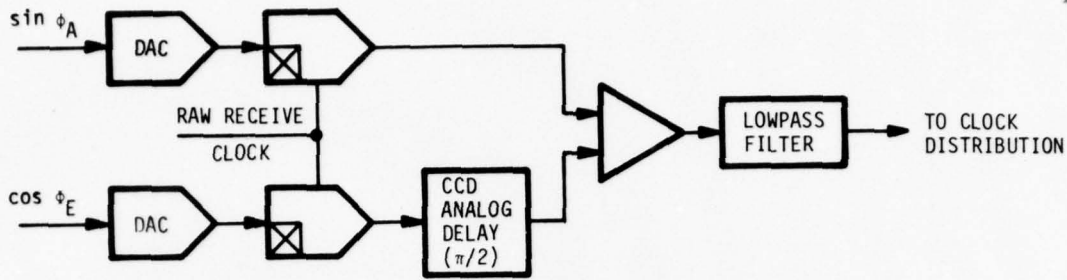 sin ϕA
DAC
RAW RECEIVE
CLOCK
LOWPASS
FILTER
TO CLOCK
DISTRIBUTION
cos ϕE
DAC
CCD
ANALOG
DELAY
(π/2)